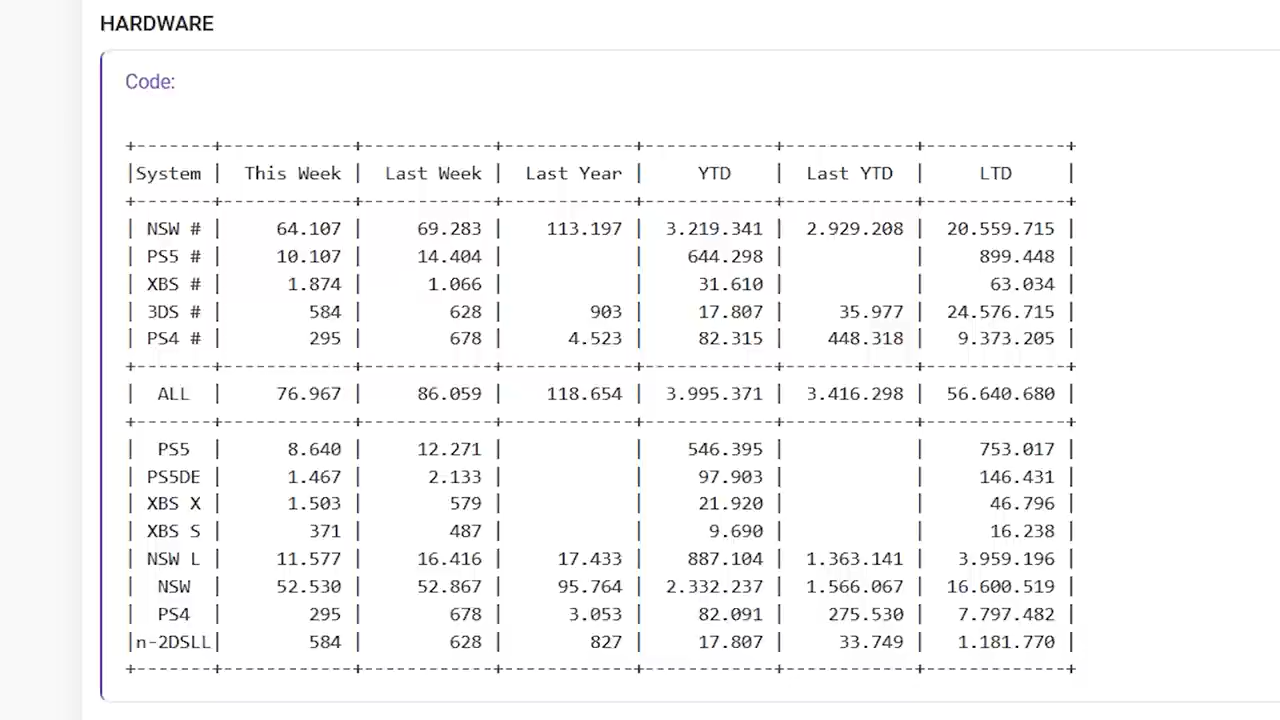 HARDWARE
Code:
+-------+------------+------------+------------+------------+------------+-------------+
|System | This Week | Last Week | Last Year | YTD | Last YTD | LTD |
+-------+------------+------------+------------+------------+------------+-------------+
| NSW # | 64.107 | 69.283 | 113.197 | 3.219.341 | 2.929.208 | 20.559.715 |
| PS5 # | 10.107 | 14.404 | | 644.298 | | 899.448 |
| XBS # | 1.874 | 1.066 | | 31.610 | | 63.034 |
| 3DS # | 584 | 628 | 903 | 17.807 | 35.977 | 24.576.715 |
| PS4 # | 295 | 678 | 4.523 | 82.315 | 448.318 | 9.373.205 |
+-------+------------+------------+------------+------------+------------+-------------+
| ALL | 76.967 | 86.059 | 118.654 | 3.995.371 | 3.416.298 | 56.640.680 |
+-------+------------+------------+------------+------------+------------+-------------+
| PS5 | 8.640 | 12.271 | | 546.395 | | 753.017 |
| PS5DE | 1.467 | 2.133 | | 97.903 | | 146.431 |
| XBS X | 1.503 | 579 | | 21.920 | | 46.796 |
| XBS S | 371 | 487 | | 9.690 | | 16.238 |
| NSW L | 11.577 | 16.416 | 17.433 | 887.104 | 1.363.141 | 3.959.196 |
| NSW | 52.530 | 52.867 | 95.764 | 2.332.237 | 1.566.067 | 16.600.519 |
| PS4 | 295 | 678 | 3.053 | 82.091 | 275.530 | 7.797.482 |
|n-2DSLL| 584 | 628 | 827 | 17.807 | 33.749 | 1.181.770 |
+-------+------------+------------+------------+------------+------------+-------------+